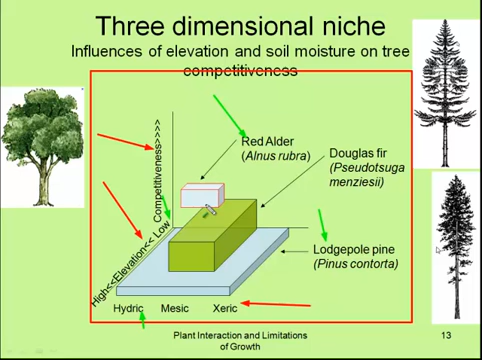 Three dimensional niche
Influences of elevation and soil moisture on tree
competitiveness
Red Alder
(Alnus rubra)
Douglas fir
(Pseudotsuga
menziesii)
Competitiveness>>>>
High<<Elevation<< Low
Lodgepole pine
(Pinus contorta)
Hydric Mesic Xeric
Plant Interaction and Limitations
of Growth
13